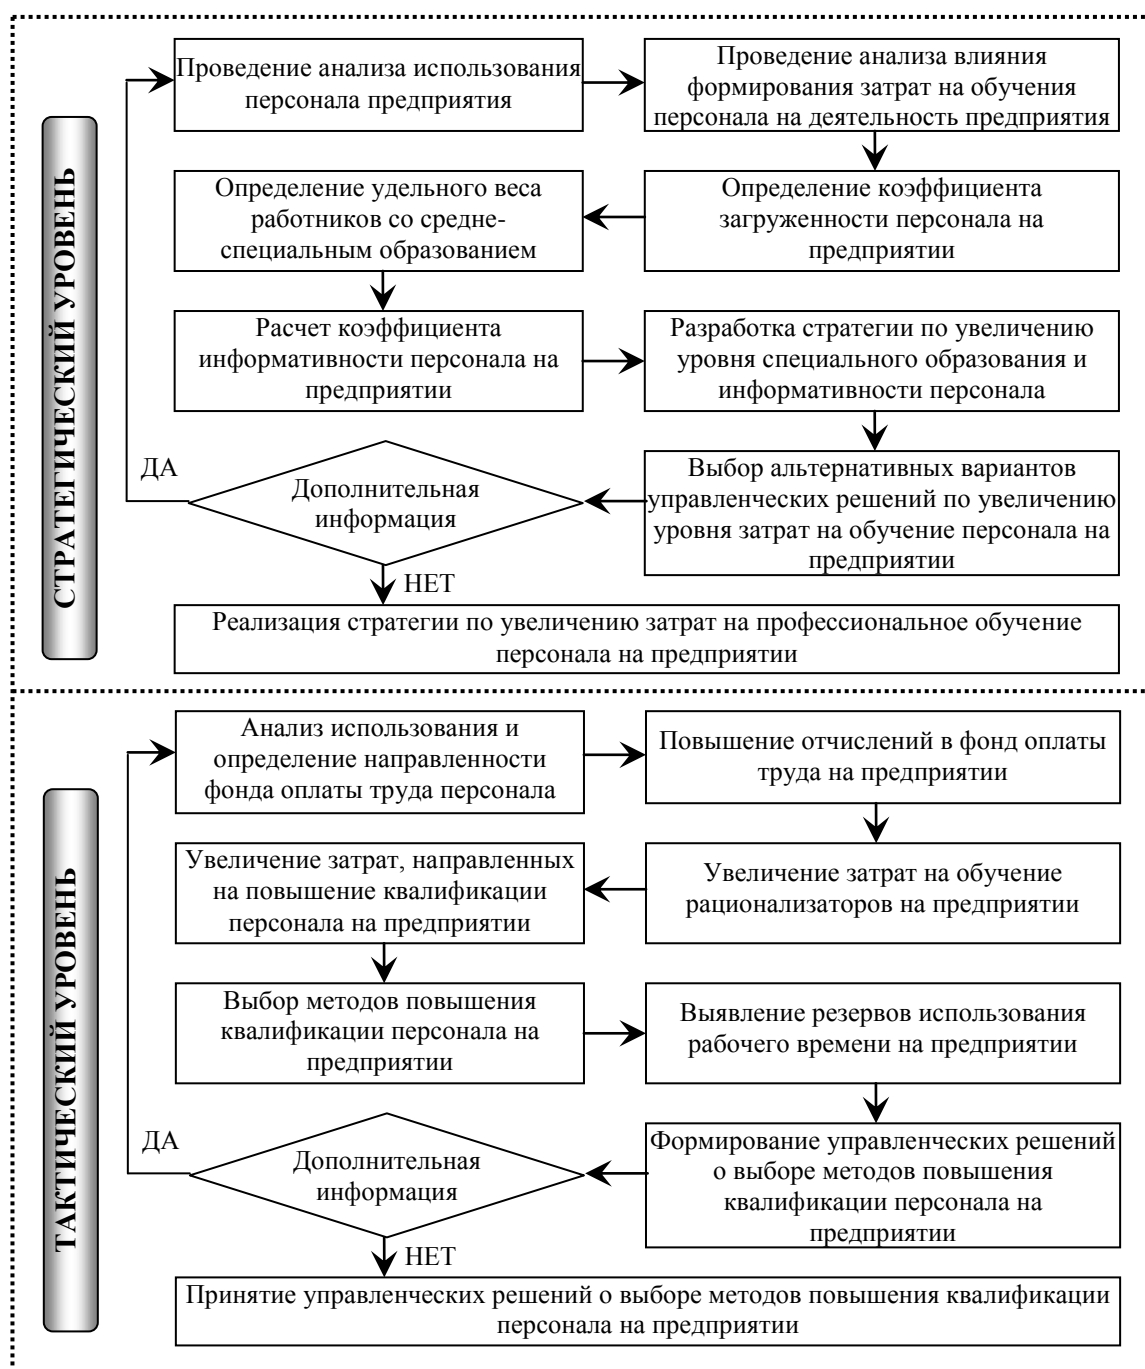 СТРАТЕГИЧЕСКИЙ УРОВЕНЬ
Проведение анализа использования
персонала предприятия
Проведение анализа влияния
формирования затрат на обучения
персонала на деятельность предприятия
Определение коэффициента
загруженности персонала на
предприятии
Определение удельного веса
работников со средне-
специальным образованием
Расчет коэффициента
информативности персонала на
предприятии
Разработка стратегии по увеличению
уровня специального образования и
информативности персонала
Выбор альтернативных вариантов
управленческих решений по увеличению
уровня затрат на обучение персонала на
предприятии
Дополнительная
информация
ДА
НЕТ
Реализация стратегии по увеличению затрат на профессиональное обучение
персонала на предприятии
ТАКТИЧЕСКИЙ УРОВЕНЬ
Анализ использования и
определение направленности
фонда оплаты труда персонала
Повышение отчислений в фонд оплаты
труда на предприятии
Увеличение затрат на обучение
рационализаторов на предприятии
Увеличение затрат, направленных
на повышение квалификации
персонала на предприятии
Выбор методов повышения
квалификации персонала на
предприятии
Выявление резервов использования
рабочего времени на предприятии
Формирование управленческих решений
о выборе методов повышения
квалификации персонала на
предприятии
Дополнительная
информация
ДА
НЕТ
Принятие управленческих решений о выборе методов повышения квалификации
персонала на предприятии